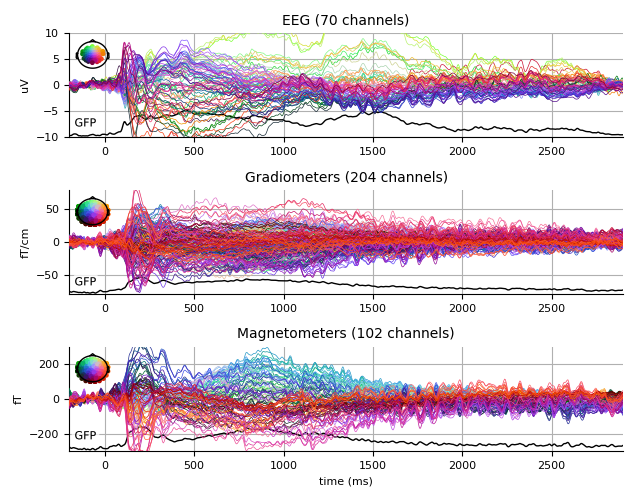 EEG (70 channels)
10
5
0
−5
−10
uV
GFP
0 500 1000 1500 2000 2500
Gradiometers (204 channels)
50
0
−50
fT/cm
GFP
0 500 1000 1500 2000 2500
Magnetometers (102 channels)
200
0
−200
fT
GFP
0 500 1000 1500 2000 2500
time (ms)